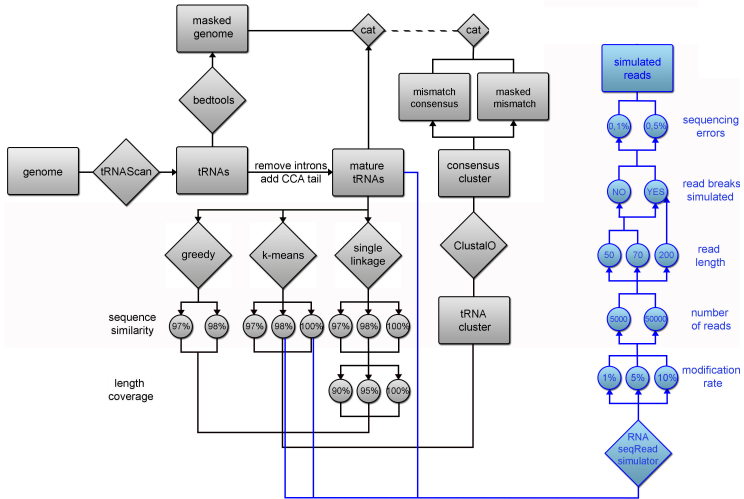 masked
genome
cat
cat
simulated
reads
bedtools
mismatch
consensus
masked
mismatch
0,1%
0,5%
sequencing
errors
genome
tRNAScan
tRNAs
remove introns
add CCA tail
mature
tRNAs
consensus
cluster
NO
YES
read breaks
simulated
greedy
k-means
single
linkage
ClustalO
50
70
200
read
length
sequence
similarity
97%
98%
97%
98%
100%
97%
98%
100%
tRNA
cluster
5000
50000
number
of reads
length
coverage
90%
95%
100%
1%
5%
10%
modification
rate
RNA
seqRead
simulator